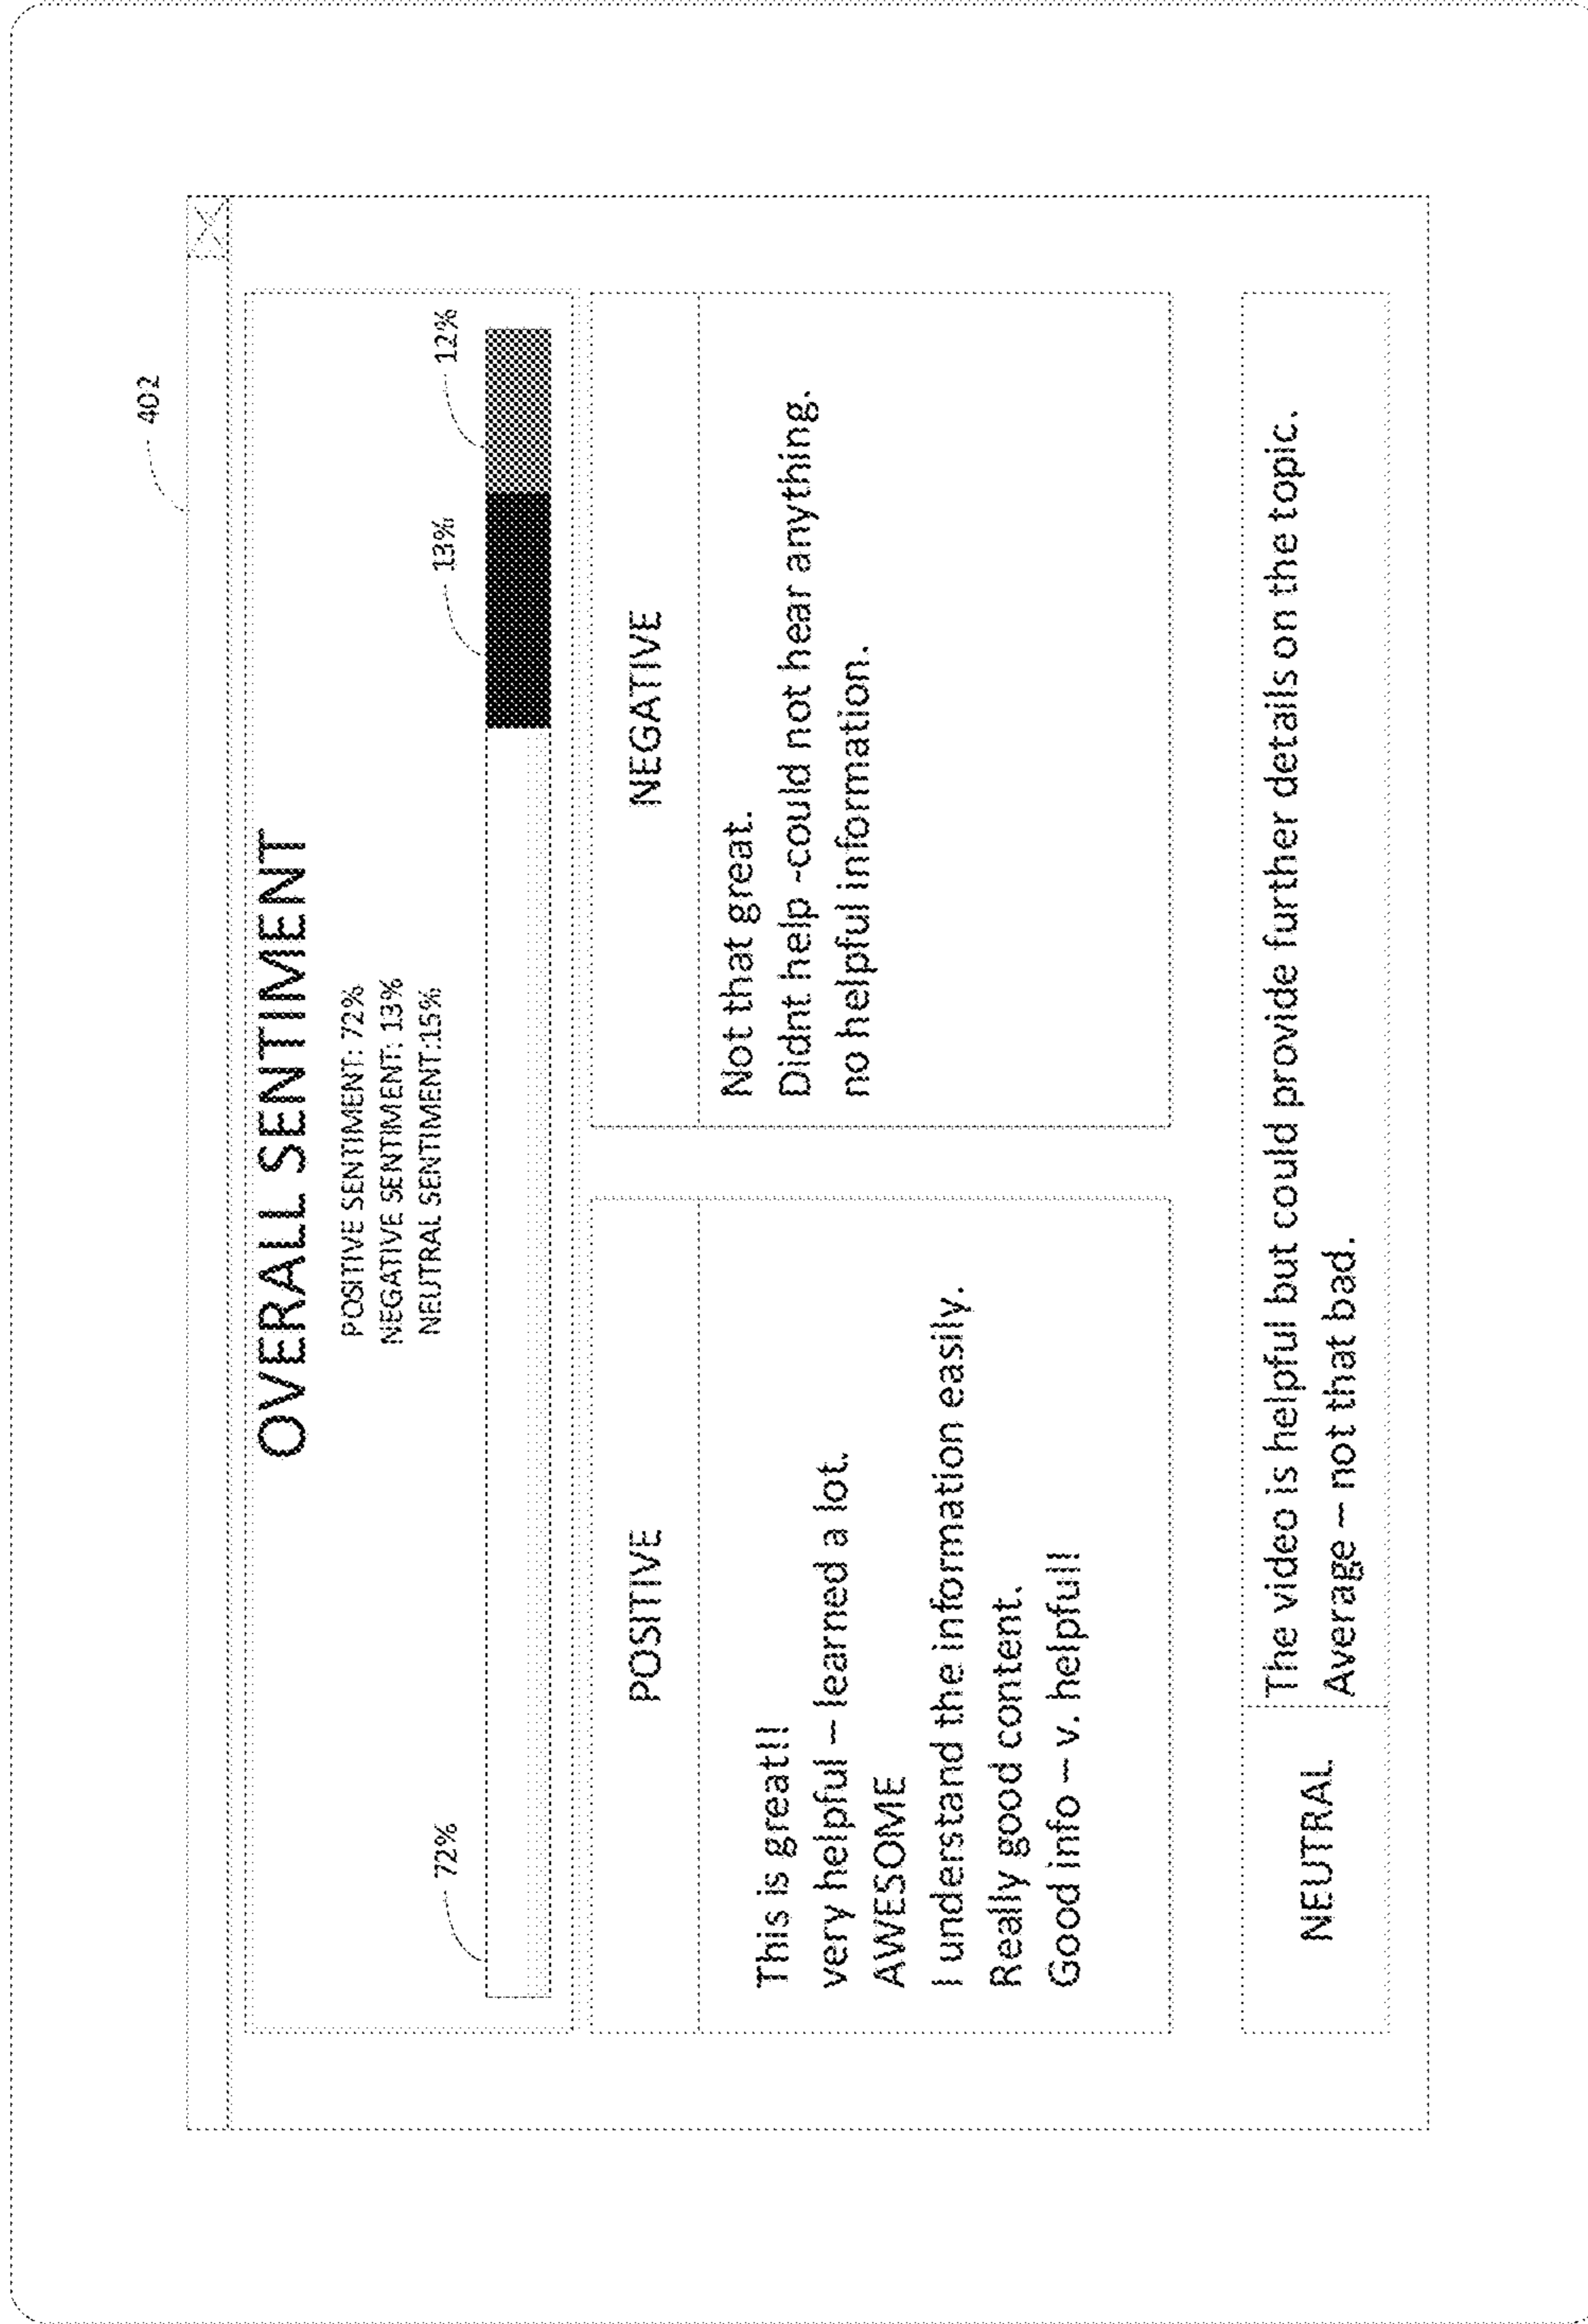 402
OVERALL SENTIMENT
POSITIVE SENTIMENT: 72%
NEGATIVE SENTIMENT: 13%
NEUTRAL SENTIMENT:15%
72%
13%
12%
POSITIVE
This is great!!!
very helpful – learned a lot.
AWESOME
I understand the information easily.
Really good content.
Good info – v. helpful!
NEGATIVE
Not that great.
Didnt help -could not hear anything.
no helpful information.
NEUTRAL
The video is helpful but could provide further details on the topic.
Average – not that bad.